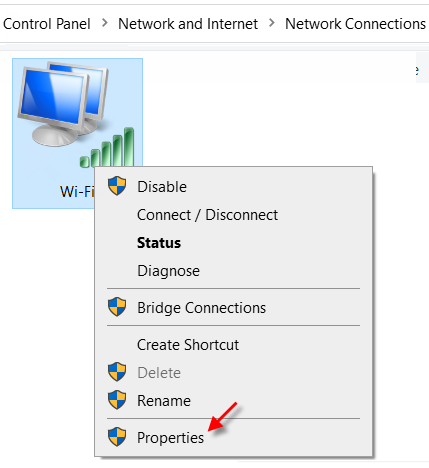 Control Panel > Network and Internet > Network Connections
Wi-Fi
Disable
Connect / Disconnect
Status
Diagnose
Bridge Connections
Create Shortcut
Delete
Rename
Properties